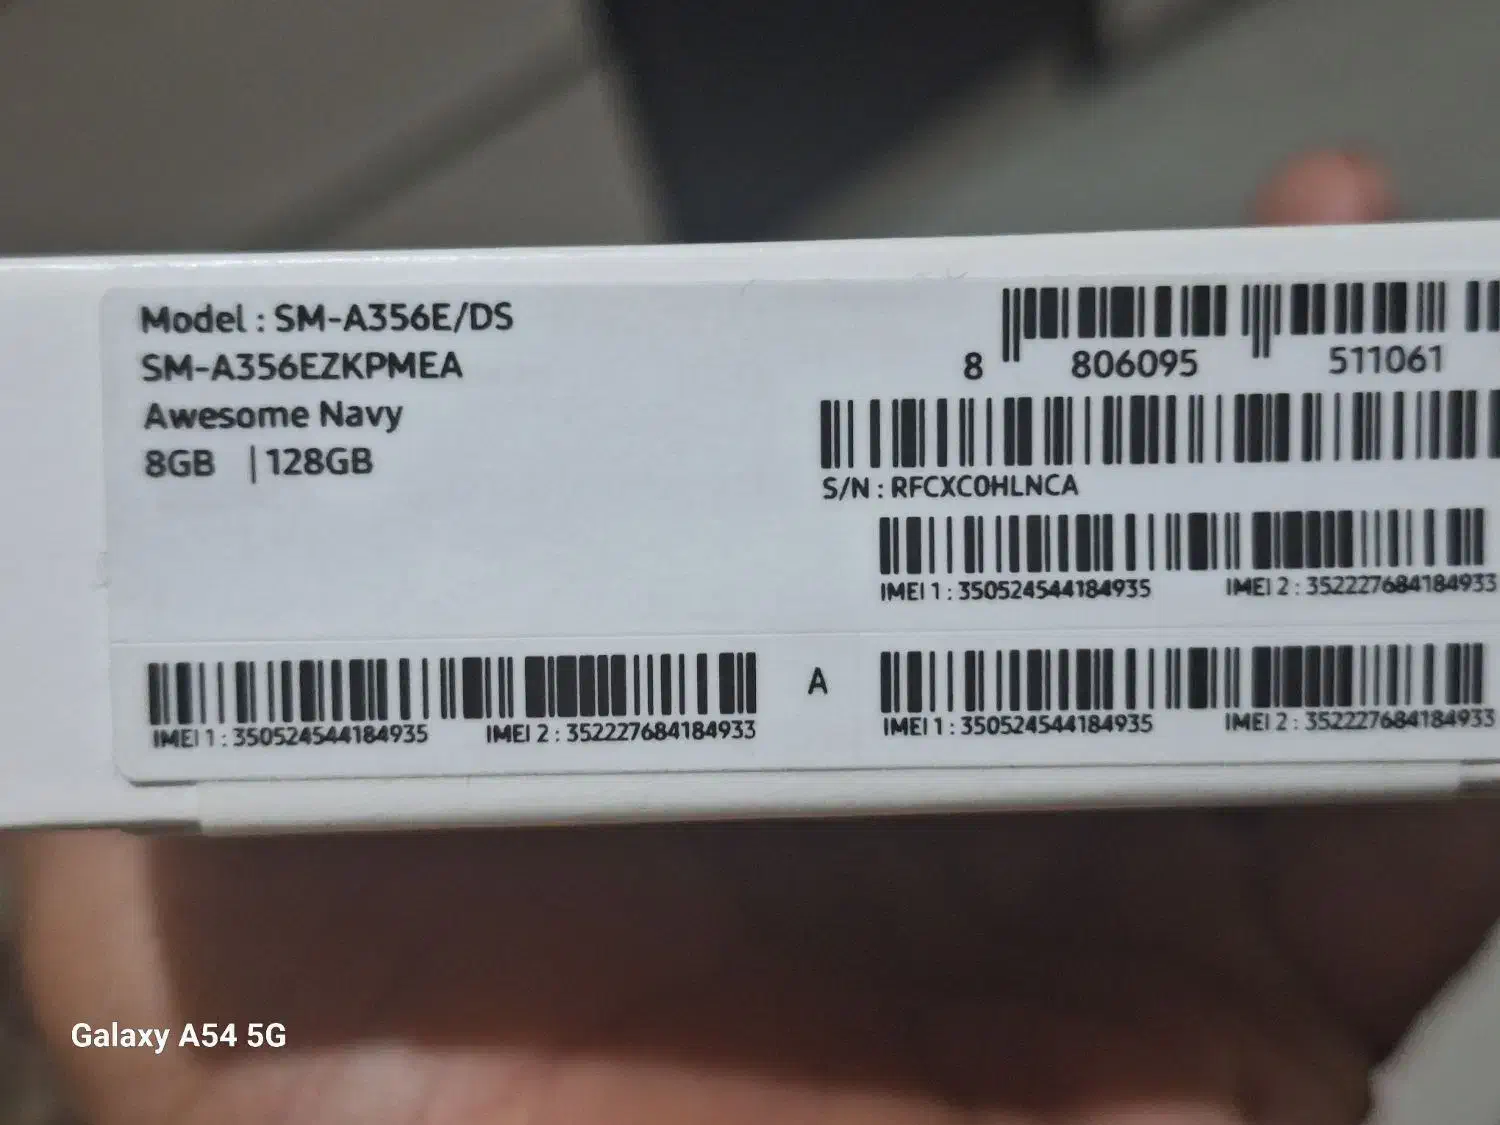 Model : SM-A356E/DS
SM-A356EZKPMEA
Awesome Navy
8GB | 128GB
8 806095 511061
S/N : RFCXC0HLNCA
IMEI 1 : 350524544184935 IMEI 2 : 352227684184933
IMEI 1 : 350524544184935 IMEI 2 : 352227684184933
A
IMEI 1 : 350524544184935 IMEI 2 : 352227684184933
Galaxy A54 5G